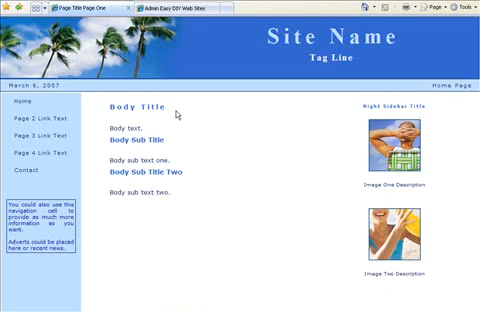 Page Title Page One
Admin Easy DIY Web Sites
Page
Tools
Site Name
Tag Line
March 6, 2007
Home Page
Home
Page 2 Link Text
Page 3 Link Text
Page 4 Link Text
Contact
You could also use this
navigation cell to
provide as much more
information as you
want.
Adverts could be placed
here or recent news.
Body Title
Body text.
Body Sub Title
Body sub text one.
Body Sub Title Two
Body sub text two.
Right Sidebar Title
Image One Description
Image Two Description